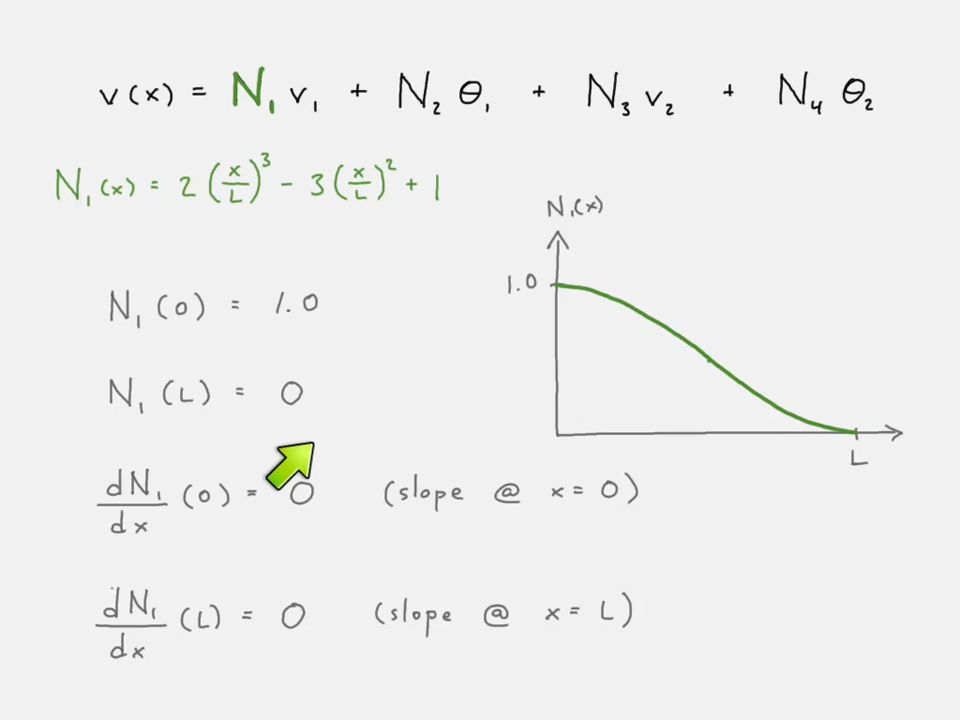 v(x) = N₁ v₁ + N₂ θ₁ + N₃ v₂ + N₄ θ₂
N₁(x) = 2 (x/L)³ - 3 (x/L)² + 1
N₁(x)
1.0
L
N₁ (0) = 1.0
N₁ (L) = 0
dN₁/dx (0) = 0 (slope @ x = 0)
dN₁/dx (L) = 0 (slope @ x = L)